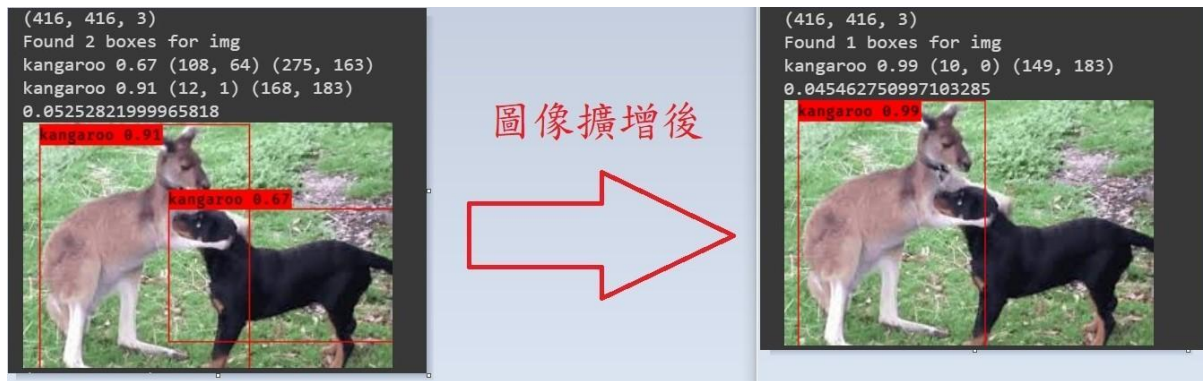 (416, 416, 3)
Found 2 boxes for img
kangaroo 0.67 (108, 64) (275, 163)
kangaroo 0.91 (12, 1) (168, 183)
0.05252821999965818
kangaroo 0.91
kangaroo 0.67
圖像擴增後
(416, 416, 3)
Found 1 boxes for img
kangaroo 0.99 (10, 0) (149, 183)
0.045462750997103285
kangaroo 0.99